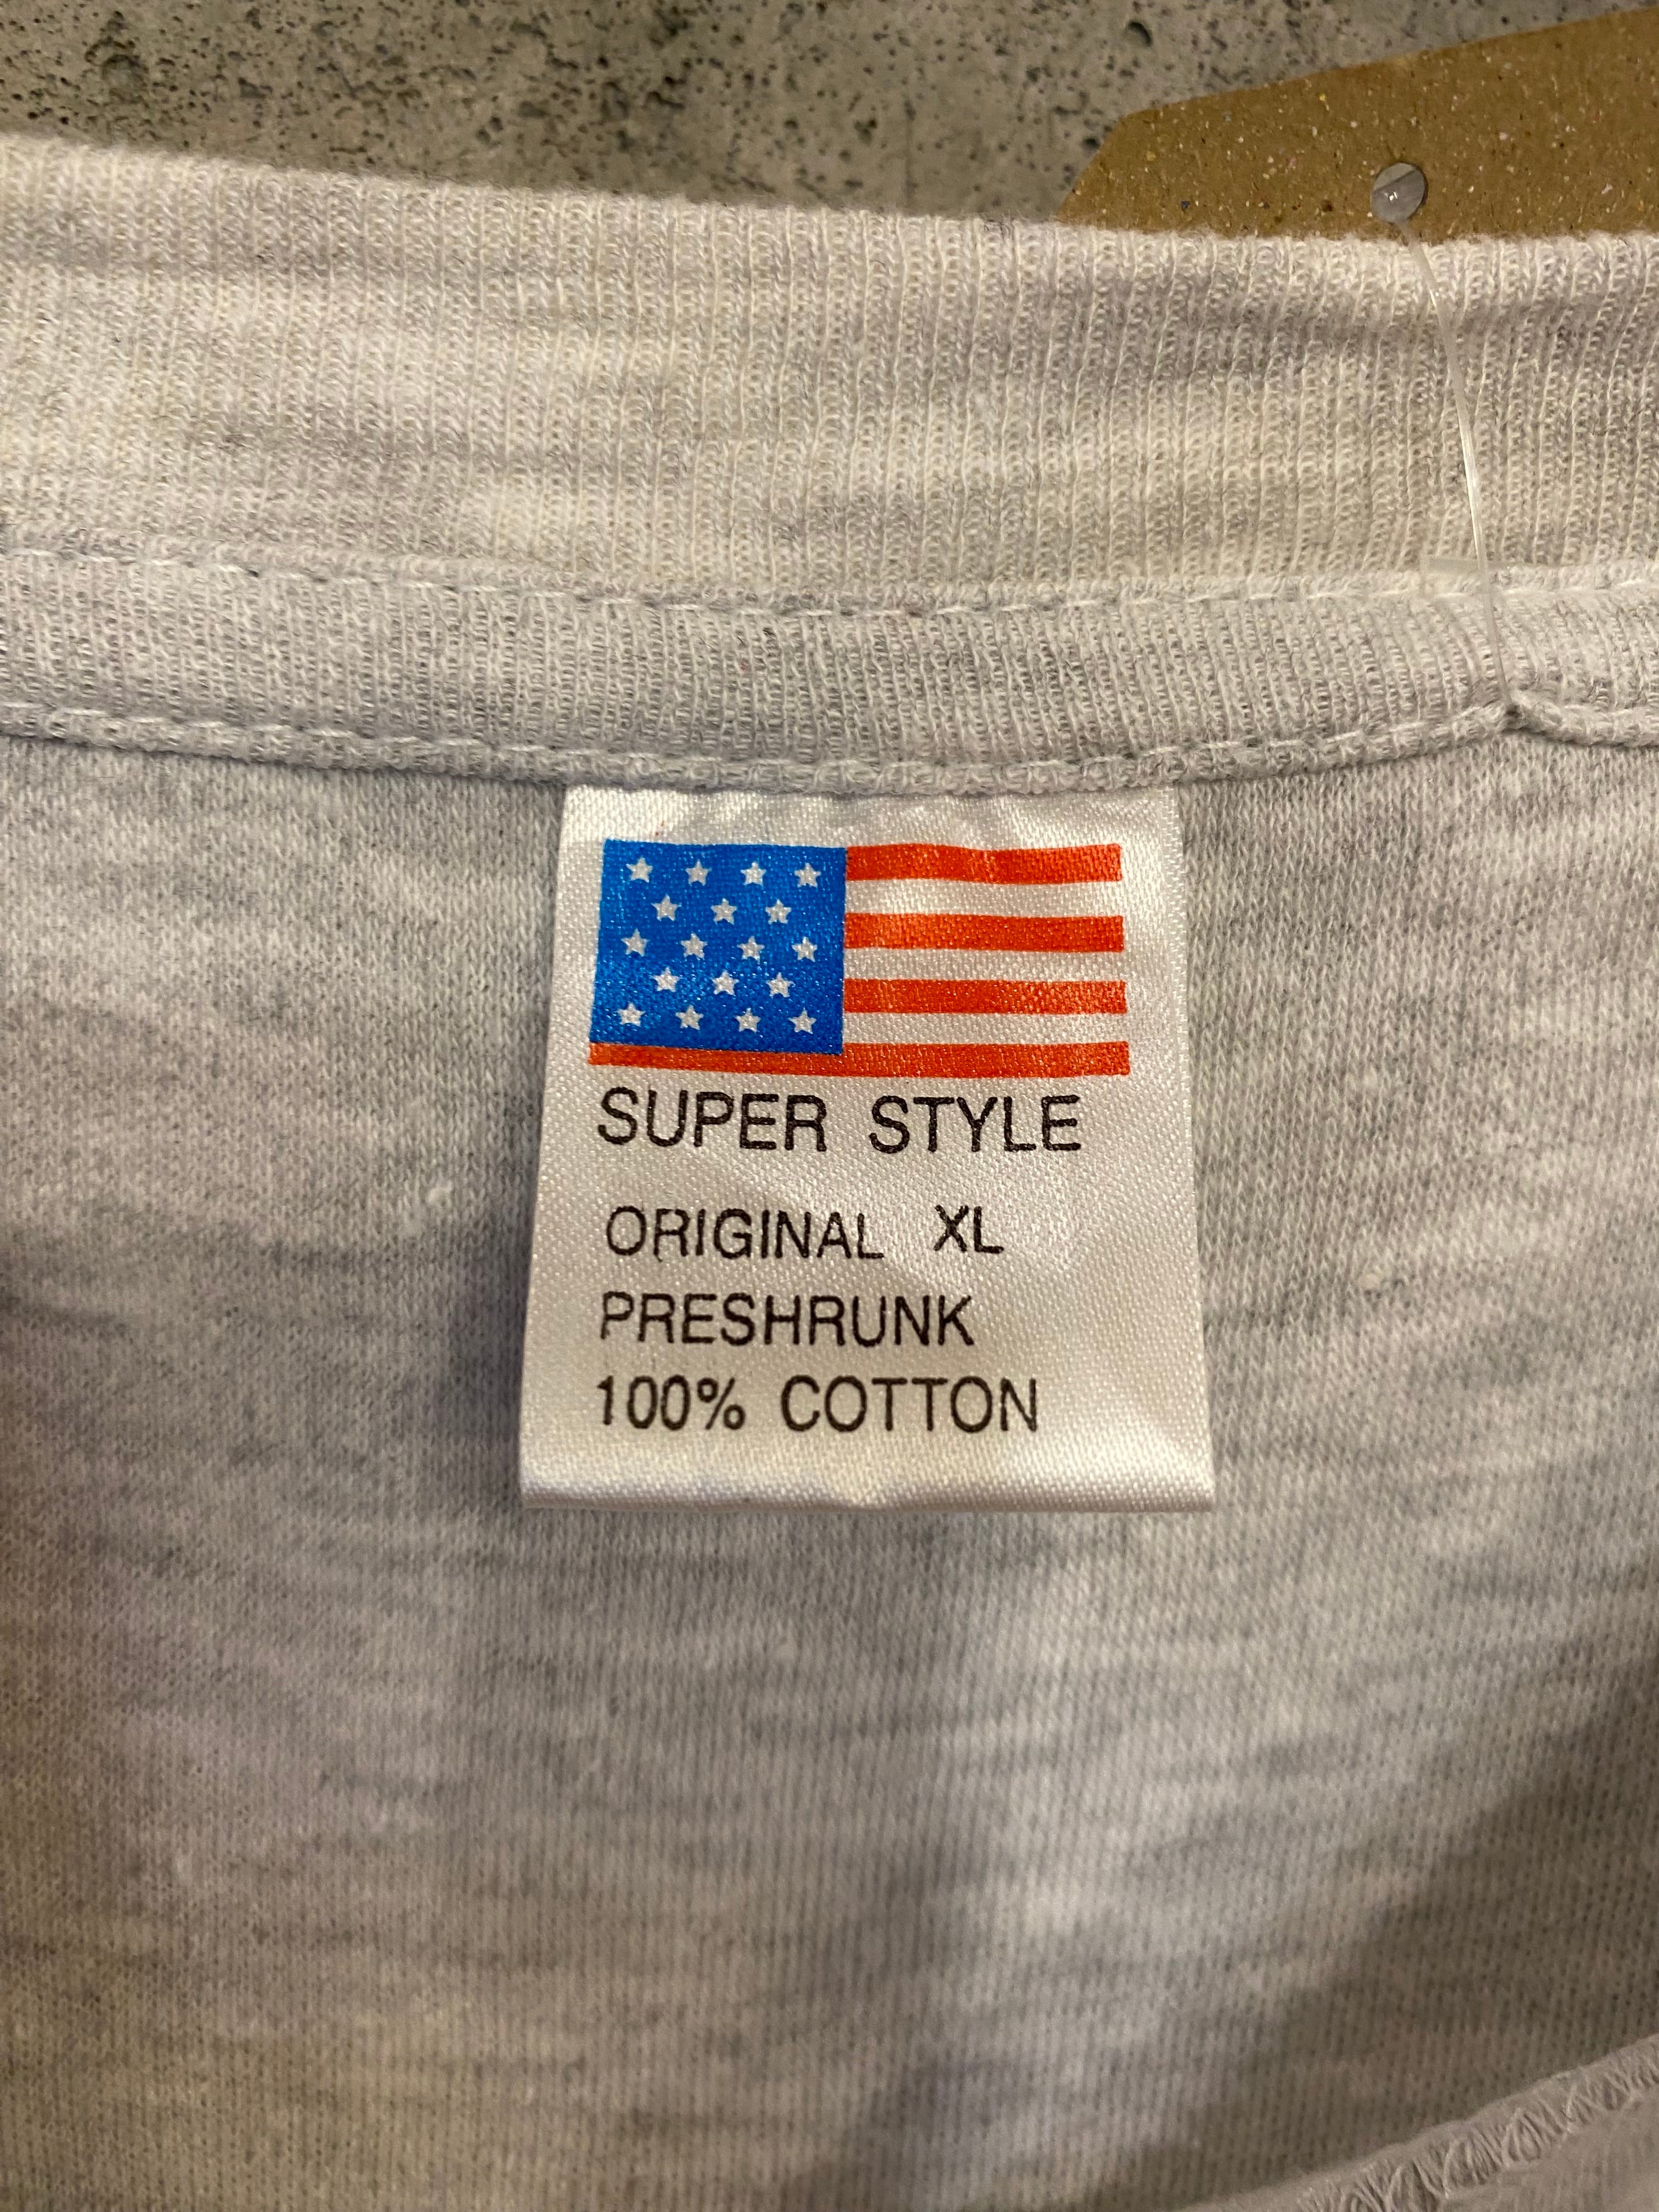 SUPER STYLE
ORIGINAL XL
PRESHRUNK
100% COTTON